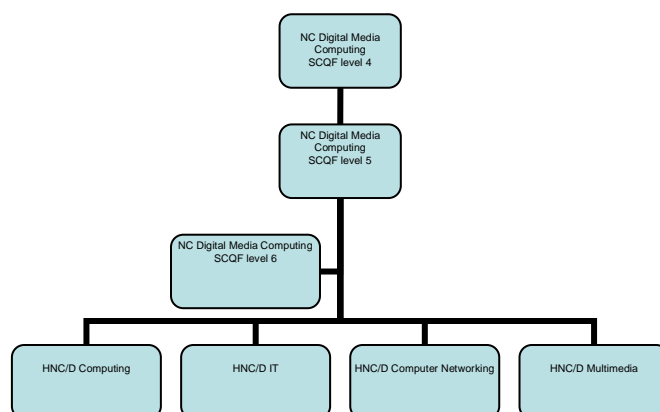 NC Digital Media
Computing
SCQF level 4
NC Digital Media
Computing
SCQF level 5
NC Digital Media Computing
SCQF level 6
HNC/D Computing
HNC/D IT
HNC/D Computer Networking
HNC/D Multimedia